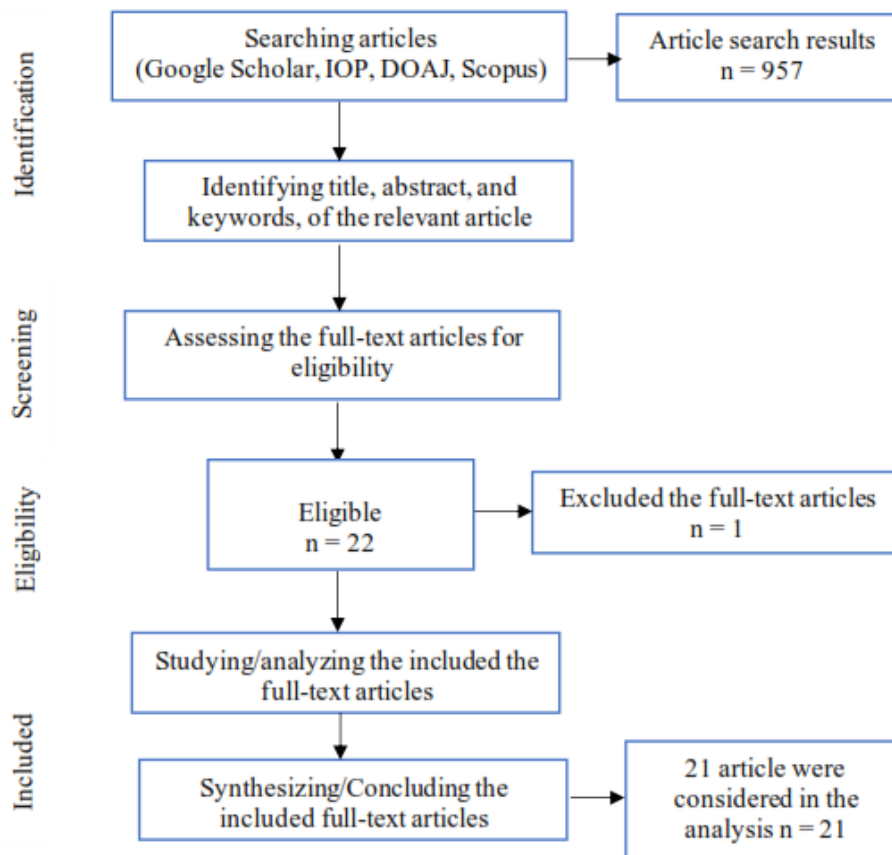 Identification
Searching articles
(Google Scholar, IOP, DOAJ, Scopus)
Article search results
n = 957
Identifying title, abstract, and
keywords, of the relevant article
Screening
Assessing the full-text articles for
eligibility
Eligibility
Eligible
n = 22
Excluded the full-text articles
n = 1
Included
Studying/analyzing the included the
full-text articles
Synthesizing/Concluding the
included full-text articles
21 article were
considered in the
analysis n = 21